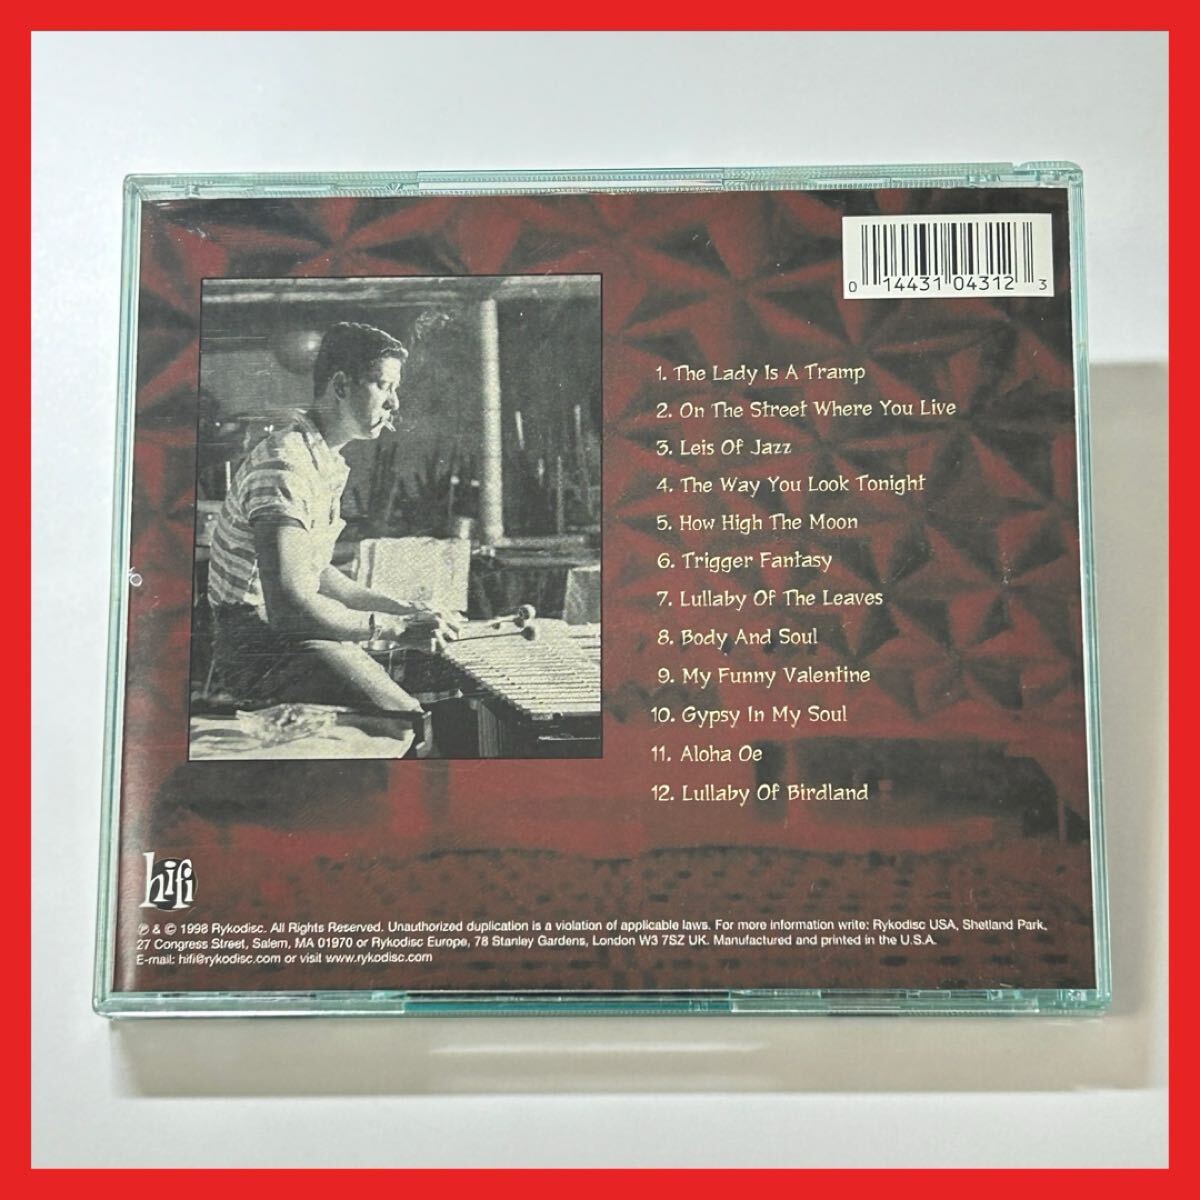 0 14431 04312 3
1. The Lady Is A Tramp
2. On The Street Where You Live
3. Leis Of Jazz
4. The Way You Look Tonight
5. How High The Moon
6. Trigger Fantasy
7. Lullaby Of The Leaves
8. Body And Soul
9. My Funny Valentine
10. Gypsy In My Soul
11. Aloha Oe
12. Lullaby Of Birdland
hifi
℗ & © 1998 Rykodisc. All Rights Reserved. Unauthorized duplication is a violation of applicable laws. For more information write: Rykodisc USA, Shetland Park,
27 Congress Street, Salem, MA 01970 or Rykodisc Europe, 78 Stanley Gardens, London W3 7SZ UK. Manufactured and printed in the U.S.A.
E-mail: hifi@rykodisc.com or visit www.rykodisc.com